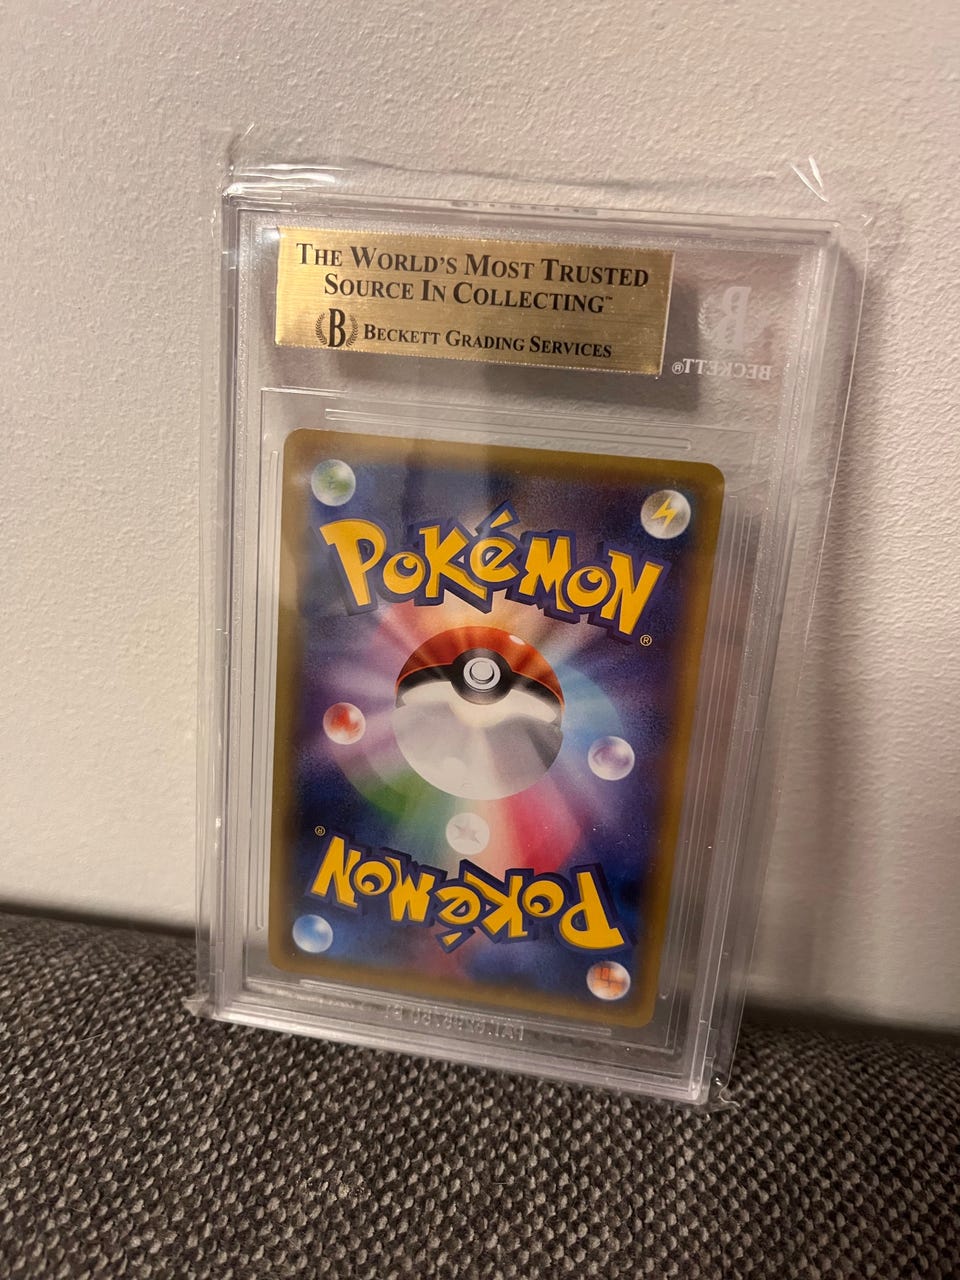 THE WORLD'S MOST TRUSTED
SOURCE IN COLLECTING™
B BECKETT GRADING SERVICES
B
BECKETT®
POKéMON
®
®
POKéMON